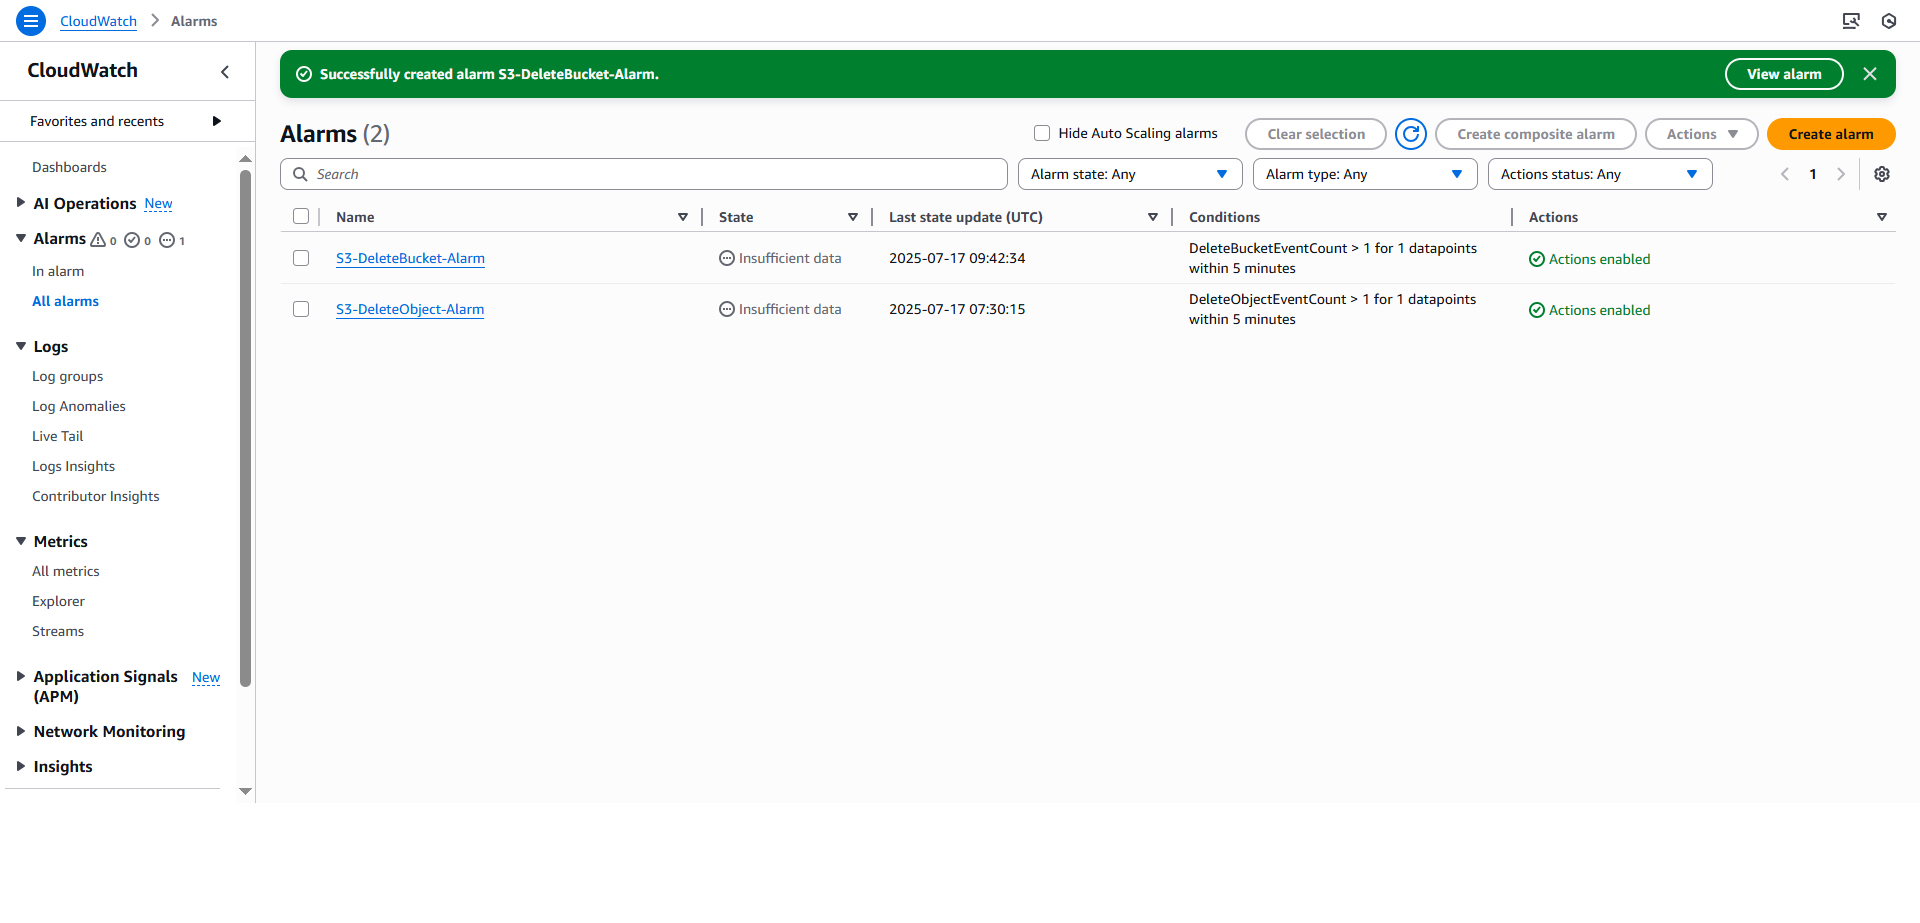 CloudWatch > Alarms
CloudWatch
Favorites and recents
Dashboards
AI Operations New
Alarms 0 0 1
In alarm
All alarms
Logs
Log groups
Log Anomalies
Live Tail
Logs Insights
Contributor Insights
Metrics
All metrics
Explorer
Streams
Application Signals New
(APM)
Network Monitoring
Insights
Successfully created alarm S3-DeleteBucket-Alarm.
View alarm
Alarms (2)
Hide Auto Scaling alarms
Clear selection
Create composite alarm
Actions
Create alarm
Search
Alarm state: Any
Alarm type: Any
Actions status: Any
1
Name State Last state update (UTC) Conditions Actions
S3-DeleteBucket-Alarm Insufficient data 2025-07-17 09:42:34 DeleteBucketEventCount > 1 for 1 datapoints
within 5 minutes
Actions enabled
S3-DeleteObject-Alarm Insufficient data 2025-07-17 07:30:15 DeleteObjectEventCount > 1 for 1 datapoints
within 5 minutes
Actions enabled